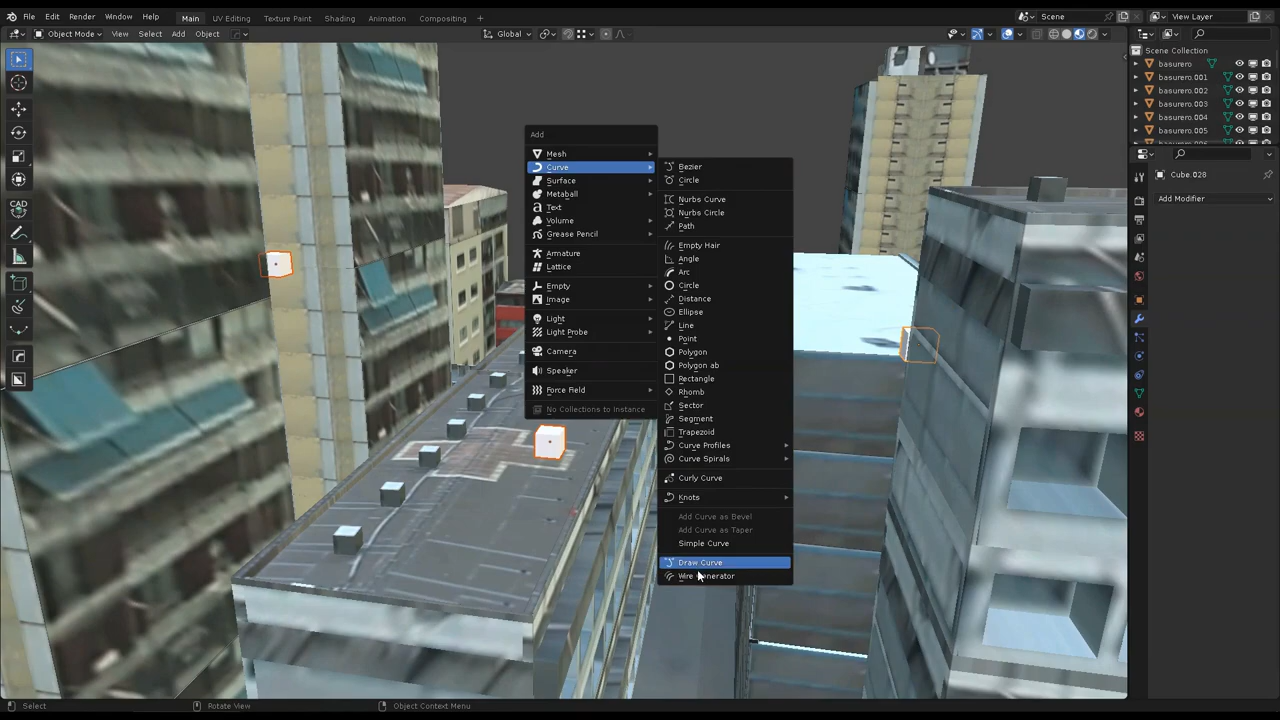 File Edit Render Window Help Main UV Editing Texture Paint Shading Animation Compositing + Scene View Layer
Object Mode View Select Add Object Global
Scene Collection
basurero
basurero.001
basurero.002
basurero.003
basurero.004
basurero.005
Cube.028
Add Modifier
CAD
Add
Mesh
Curve
Surface
Metaball
Text
Volume
Grease Pencil
Armature
Lattice
Empty
Image
Light
Light Probe
Camera
Speaker
Force Field
No Collections to Instance
Bezier
Circle
Nurbs Curve
Nurbs Circle
Path
Empty Hair
Angle
Arc
Circle
Distance
Ellipse
Line
Point
Polygon
Polygon ab
Rectangle
Rhomb
Sector
Segment
Trapezoid
Curve Profiles
Curve Spirals
Curly Curve
Knots
Add Curve as Bevel
Add Curve as Taper
Simple Curve
Draw Curve
Wire Generator
Select Rotate View Object Context Menu